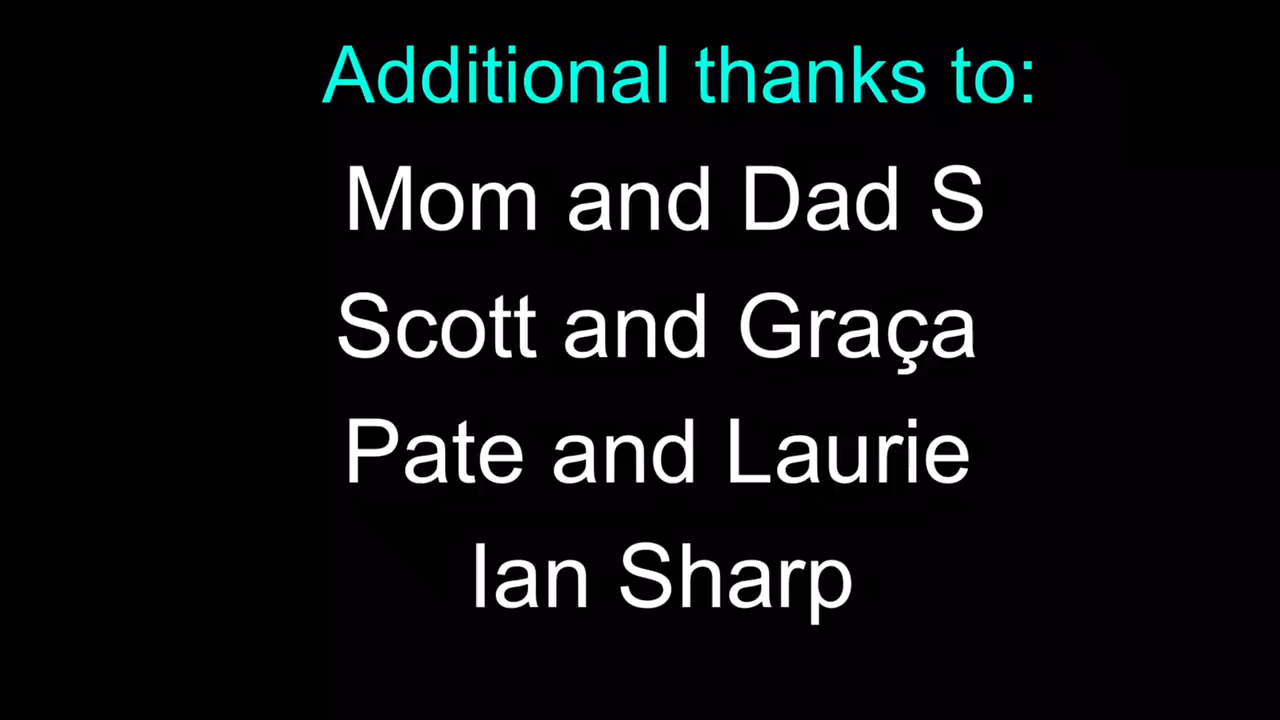 Additional thanks to:
Mom and Dad S
Scott and Graça
Pate and Laurie
Ian Sharp